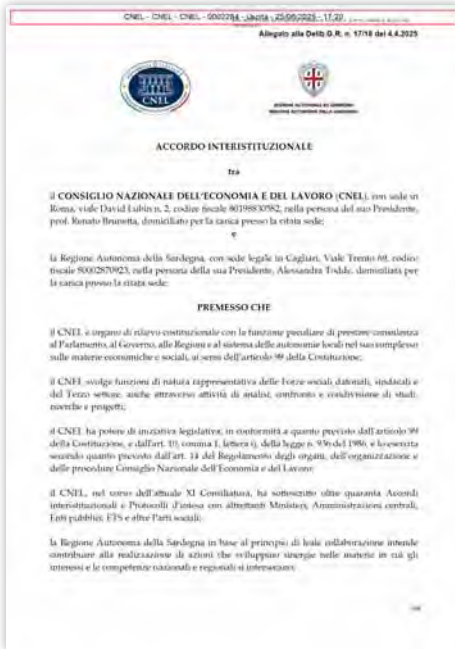 CNEL - CNEL - CNEL - 0002284 - Uscita - 25/06/2025 - 17:20
Allegato alla Delib.G.R. n. 17/18 del 4.4.2025
CNEL
REGIONE AUTONOMA DELLA SARDEGNA
ACCORDO INTERISTITUZIONALE
tra
il CONSIGLIO NAZIONALE DELL'ECONOMIA E DEL LAVORO (CNEL), con sede in
Roma, viale David Lubin n. 2, codice fiscale 80198830582, nella persona del suo Presidente,
prof. Renato Brunetta, domiciliato per la carica presso la citata sede;
e
la Regione Autonoma della Sardegna, con sede legale in Cagliari, Viale Trento 69, codice
fiscale 80002870923, nella persona della sua Presidente, Alessandra Todde, domiciliata per
la carica presso la citata sede;
PREMESSO CHE
il CNEL è organo di rilievo costituzionale con la funzione peculiare di prestare consulenza
al Parlamento, al Governo, alle Regioni e al sistema delle autonomie locali nel suo complesso
sulle materie economiche e sociali, ai sensi dell'articolo 99 della Costituzione;
il CNEL svolge funzioni di natura rappresentativa delle Forze sociali datoriali, sindacali e
del Terzo settore, anche attraverso attività di analisi, confronto e condivisione di studi,
ricerche e progetti;
il CNEL ha potere di iniziativa legislativa, in conformità a quanto previsto dall'articolo 99
della Costituzione, e dall'art. 10, comma 1, lettera i), della legge n. 936 del 1986, e lo esercita
secondo quanto previsto dall'art. 14 del Regolamento degli organi, dell'organizzazione e
delle procedure Consiglio Nazionale dell'Economia e del Lavoro;
il CNEL, nel corso dell'attuale XI Consiliatura, ha sottoscritto oltre quaranta Accordi
interistituzionali e Protocolli d'intesa con altrettanti Ministeri, Amministrazioni centrali,
Enti pubblici, ETS e altre Parti sociali;
la Regione Autonoma della Sardegna in base al principio di leale collaborazione intende
contribuire alla realizzazione di azioni che sviluppino sinergie nelle materie in cui gli
interessi e le competenze nazionali e regionali si intersecano;